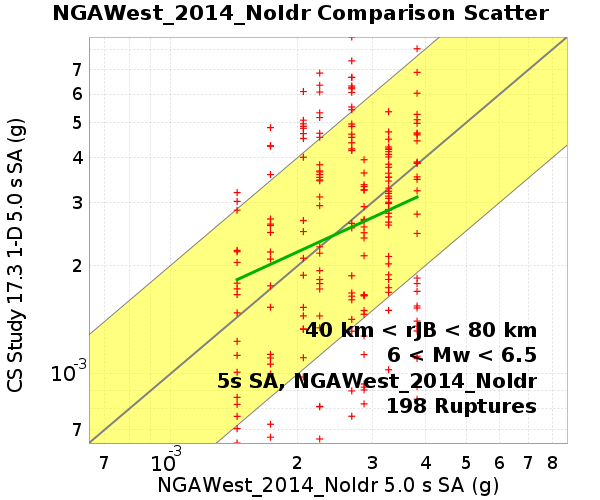 NGAWest_2014_NoIdr Comparison Scatter
CS Study 17.3 1-D 5.0 s SA (g)
7
6
5
4
3
2
10-3
7
40 km < rJB < 80 km
6 < Mw < 6.5
5s SA, NGAWest_2014_NoIdr
198 Ruptures
7 10-3 2 3 4 5 6 7 8
NGAWest_2014_NoIdr 5.0 s SA (g)